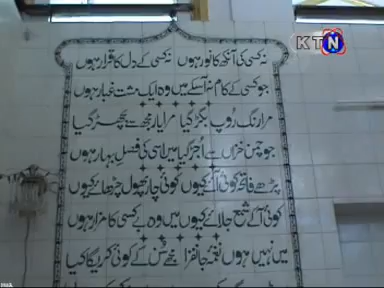 KTN
نہ کسی کی آنکھ کا نور ہوں نہ کسی کے دل کا قرار ہوں
جو کسی کے کام نہ آسکے میں وہ ایک مشت غبار ہوں
مرا رنگ روپ بگڑ گیا مرا یار مجھ سے بچھڑ گیا
جو چمن خزاں سے اجڑ گیا میں اسی کی فصل بہار ہوں
پڑھے فاتحہ کوئی آئے کیوں کوئی چار پھول چڑھائے کیوں
کوئی آکے شمع جلائے کیوں میں وہ بے کسی کا مزار ہوں
میں نہیں ہوں نغمہ جانفزا مجھے سن کے کوئی کریگا کیا